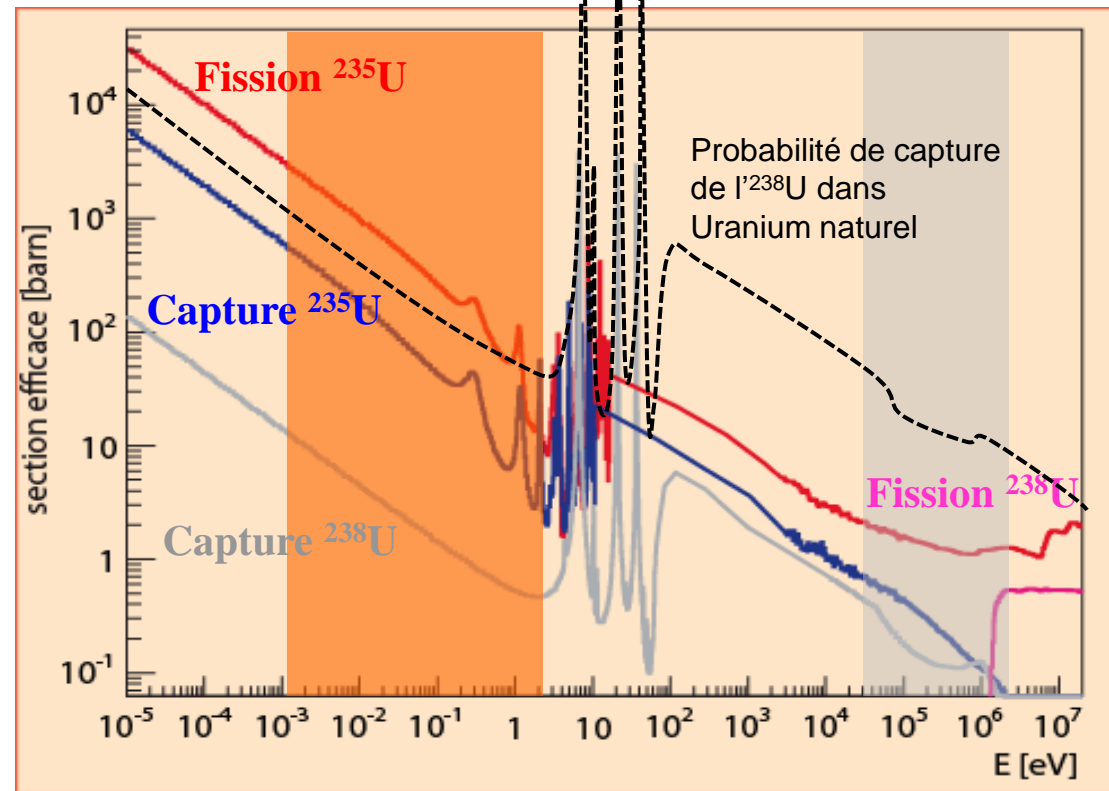 section efficace [barn]
10⁴
10³
10²
10
1
10⁻¹
Fission ²³⁵U
Capture ²³⁵U
Capture ²³⁸U
Probabilité de capture
de l'²³⁸U dans
Uranium naturel
Fission ²³⁸U
10⁻⁵ 10⁻⁴ 10⁻³ 10⁻² 10⁻¹ 1 10 10² 10³ 10⁴ 10⁵ 10⁶ 10⁷
E [eV]